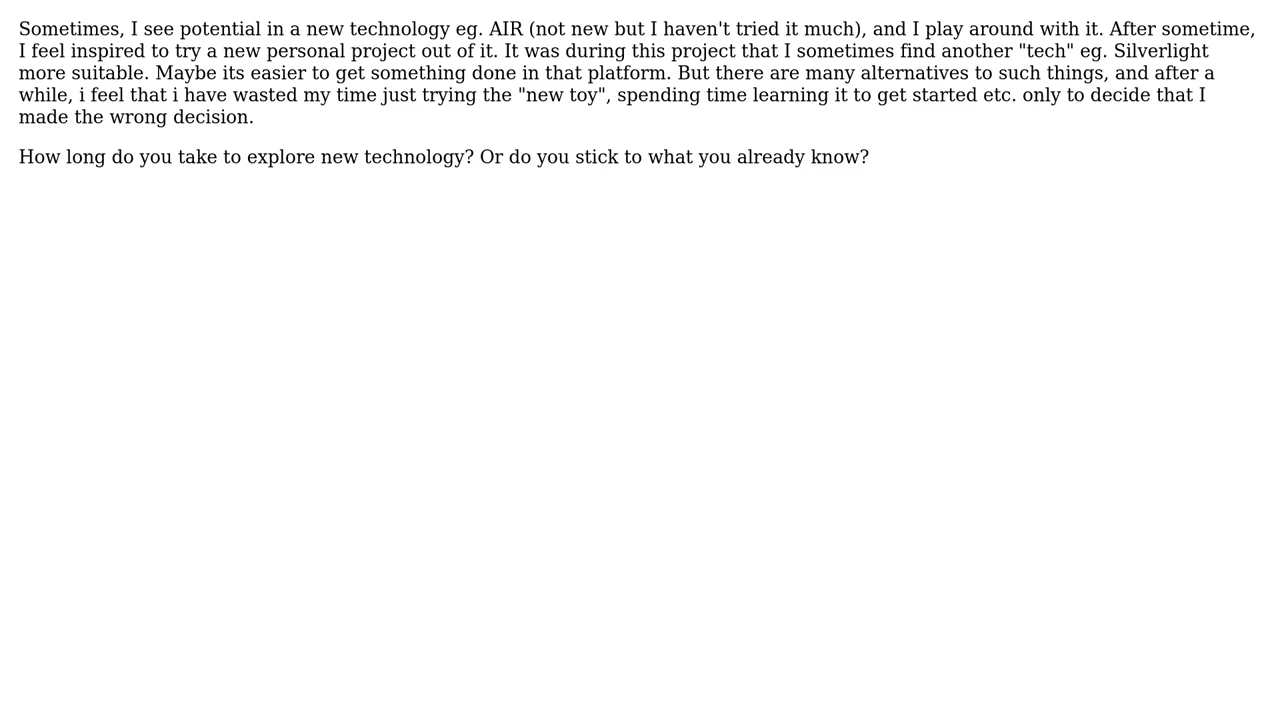 Sometimes, I see potential in a new technology eg. AIR (not new but I haven't tried it much), and I play around with it. After sometime,
I feel inspired to try a new personal project out of it. It was during this project that I sometimes find another "tech" eg. Silverlight
more suitable. Maybe its easier to get something done in that platform. But there are many alternatives to such things, and after a
while, i feel that i have wasted my time just trying the "new toy", spending time learning it to get started etc. only to decide that I
made the wrong decision.
How long do you take to explore new technology? Or do you stick to what you already know?